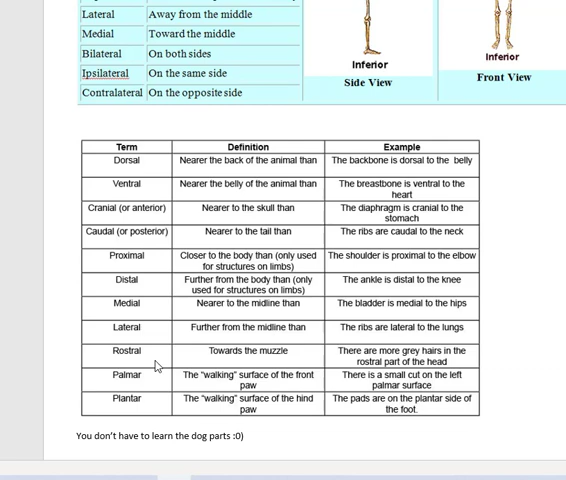 Lateral Away from the middle
Medial Toward the middle
Bilateral On both sides
Ipsilateral On the same side
Contralateral On the opposite side
Inferior
Side View
Inferior
Front View
Term Definition Example
Dorsal Nearer the back of the animal than The backbone is dorsal to the belly
Ventral Nearer the belly of the animal than The breastbone is ventral to the
heart
Cranial (or anterior) Nearer to the skull than The diaphragm is cranial to the
stomach
Caudal (or posterior) Nearer to the tail than The ribs are caudal to the neck
Proximal Closer to the body than (only used The shoulder is proximal to the elbow
for structures on limbs)
Distal Further from the body than (only The ankle is distal to the knee
used for structures on limbs)
Medial Nearer to the midline than The bladder is medial to the hips
Lateral Further from the midline than The ribs are lateral to the lungs
Rostral Towards the muzzle There are more grey hairs in the
rostral part of the head
Palmar The "walking" surface of the front There is a small cut on the left
paw palmar surface
Plantar The "walking" surface of the hind The pads are on the plantar side of
paw the foot.
You don't have to learn the dog parts :0)